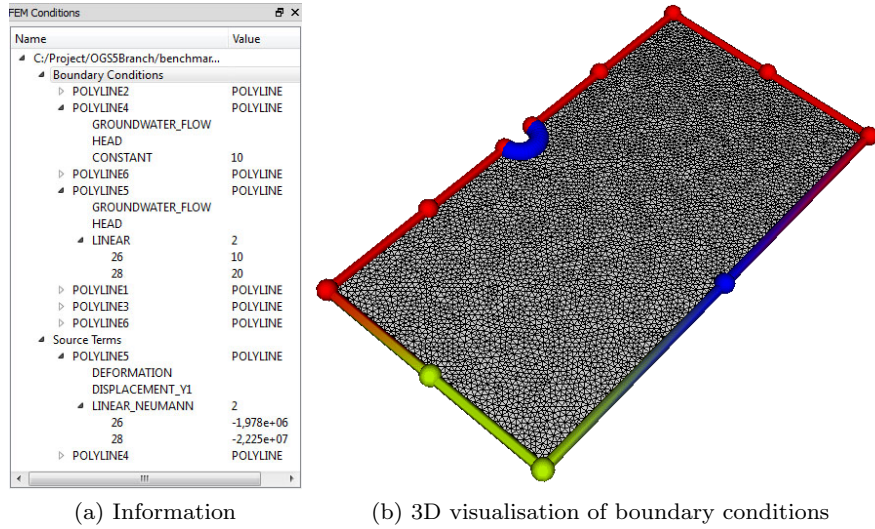 FEM Conditions
Name Value
C:/Project/OGS5Branch/benchmar...
Boundary Conditions
POLYLINE2 POLYLINE
POLYLINE4 POLYLINE
GROUNDWATER_FLOW
HEAD
CONSTANT 10
POLYLINE6 POLYLINE
POLYLINE5 POLYLINE
GROUNDWATER_FLOW
HEAD
LINEAR 2
26 10
28 20
POLYLINE1 POLYLINE
POLYLINE3 POLYLINE
POLYLINE6 POLYLINE
Source Terms
POLYLINE5 POLYLINE
DEFORMATION
DISPLACEMENT_Y1
LINEAR_NEUMANN 2
26 -1,978e+06
28 -2,225e+07
POLYLINE4 POLYLINE
(a) Information
(b) 3D visualisation of boundary conditions